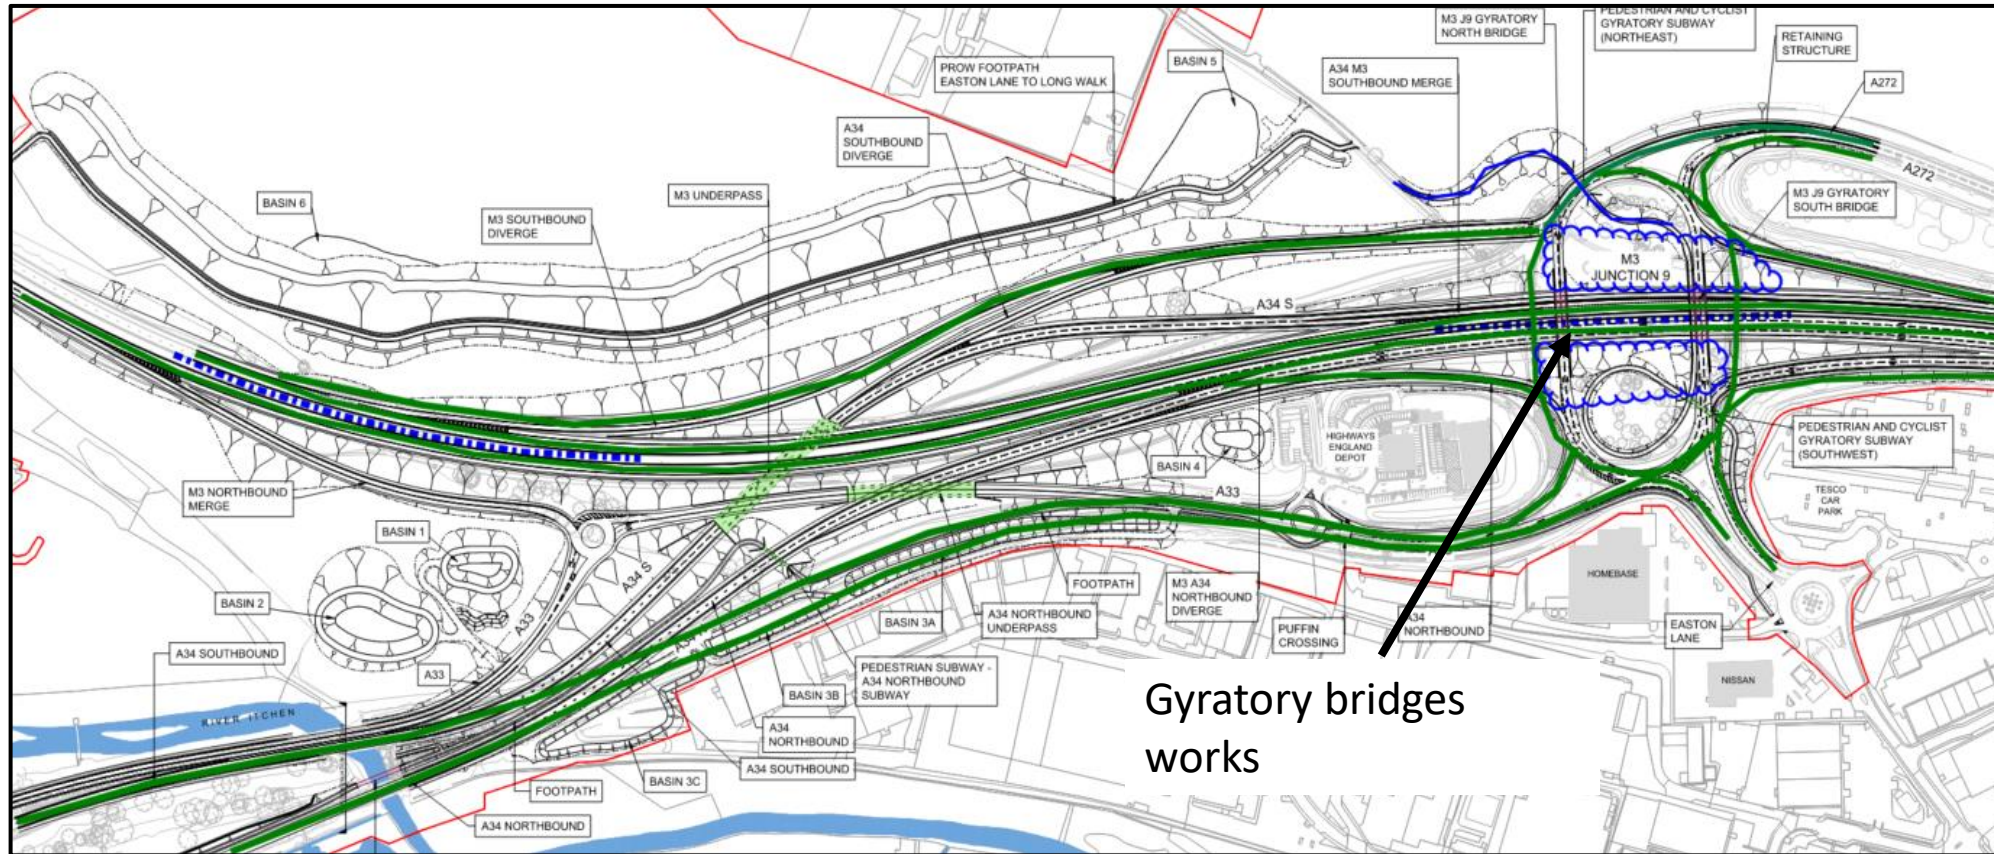 PEDESTRIAN AND CYCLIST
GYRATORY SUBWAY
(NORTHEAST)
M3 J9 GYRATORY
NORTH BRIDGE
RETAINING
STRUCTURE
BASIN 5
PROW FOOTPATH
EASTON LANE TO LONG WALK
A34 M3
SOUTHBOUND MERGE
A272
A34
SOUTHBOUND
DIVERGE
A272
M3 UNDERPASS
M3 J9 GYRATORY
SOUTH BRIDGE
BASIN 6
M3 SOUTHBOUND
DIVERGE
M3
JUNCTION 9
A34 S
HIGHWAYS
ENGLAND
DEPOT
PEDESTRIAN AND CYCLIST
GYRATORY SUBWAY
(SOUTHWEST)
BASIN 4
M3 NORTHBOUND
MERGE
A33
TESCO
CAR
PARK
BASIN 1
A34 S
FOOTPATH
M3 A34
NORTHBOUND
DIVERGE
HOMEBASE
BASIN 2
A33
BASIN 3A
A34 NORTHBOUND
UNDERPASS
PUFFIN
CROSSING
A34
NORTHBOUND
EASTON
LANE
A34 SOUTHBOUND
A33
BASIN 3B
PEDESTRIAN SUBWAY -
A34 NORTHBOUND
SUBWAY
NISSAN
Gyratory bridges
works
RIVER ITCHEN
A34
NORTHBOUND
A34 SOUTHBOUND
BASIN 3C
FOOTPATH
A34 NORTHBOUND